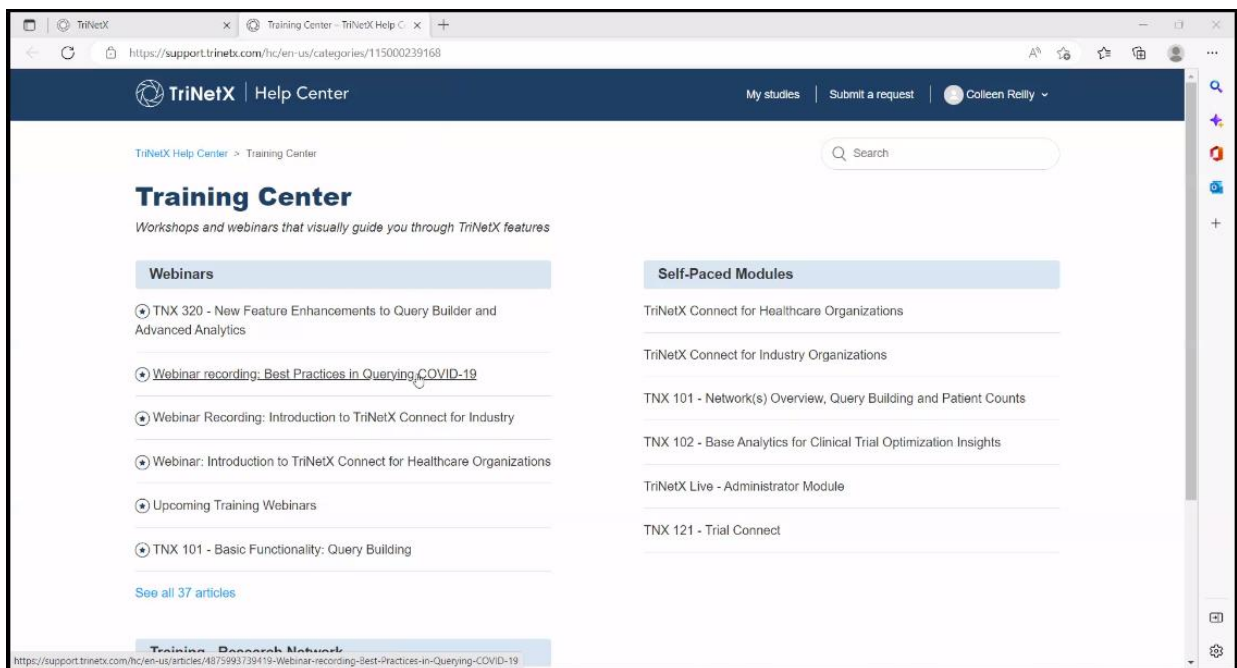 TriNetX
Training Center – TriNetX Help C
https://support.trinetx.com/hc/en-us/categories/115000239168
TriNetX | Help Center
My studies
Submit a request
Colleen Reilly
TriNetX Help Center > Training Center
Search
Training Center
Workshops and webinars that visually guide you through TriNetX features
Webinars
TNX 320 - New Feature Enhancements to Query Builder and
Advanced Analytics
Webinar recording: Best Practices in Querying COVID-19
Webinar Recording: Introduction to TriNetX Connect for Industry
Webinar: Introduction to TriNetX Connect for Healthcare Organizations
Upcoming Training Webinars
TNX 101 - Basic Functionality: Query Building
See all 37 articles
Self-Paced Modules
TriNetX Connect for Healthcare Organizations
TriNetX Connect for Industry Organizations
TNX 101 - Network(s) Overview, Query Building and Patient Counts
TNX 102 - Base Analytics for Clinical Trial Optimization Insights
TriNetX Live - Administrator Module
TNX 121 - Trial Connect
Training - Research Network
https://support.trinetx.com/hc/en-us/articles/4875993739419-Webinar-recording-Best-Practices-in-Querying-COVID-19